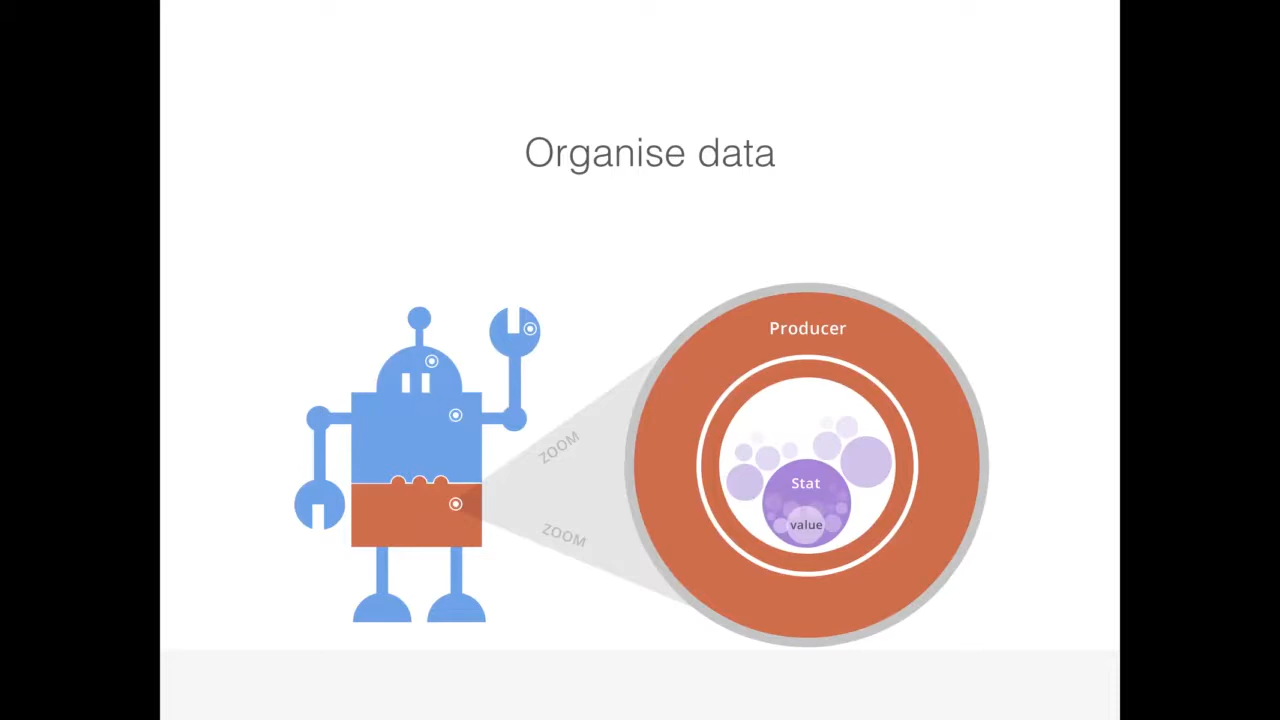 Organise data
Producer
ZOOM
ZOOM
Stat
value